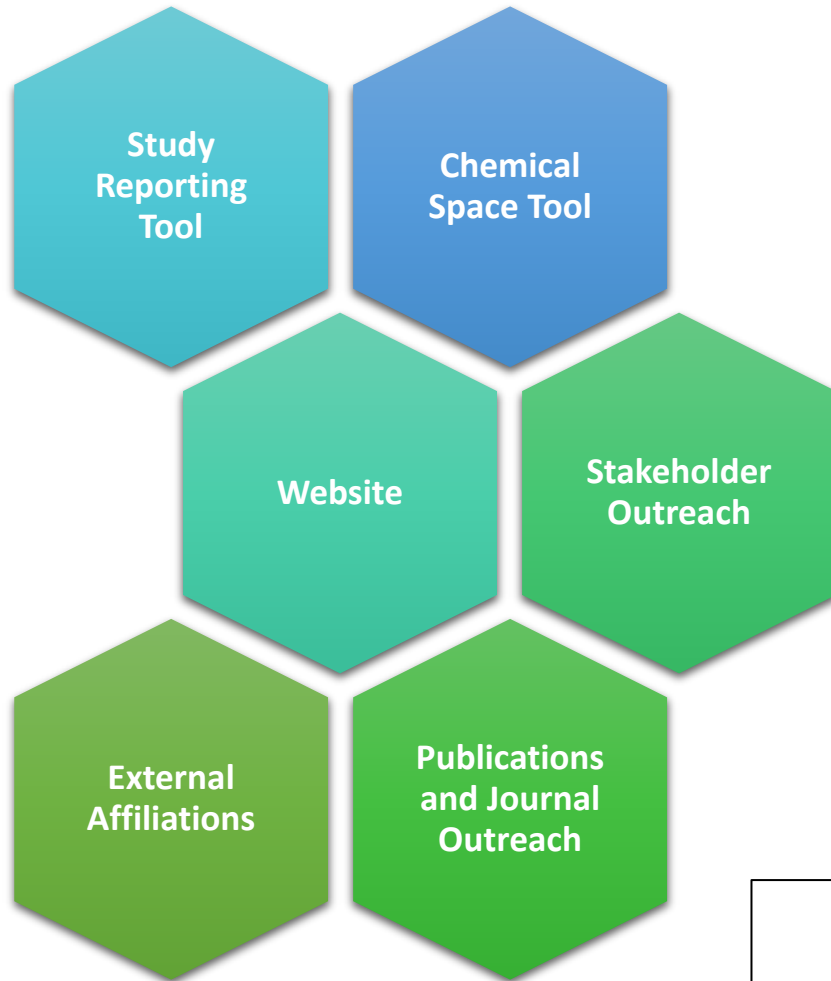 Study
Reporting
Tool
Chemical
Space Tool
Website
Stakeholder
Outreach
External
Affiliations
Publications
and Journal
Outreach